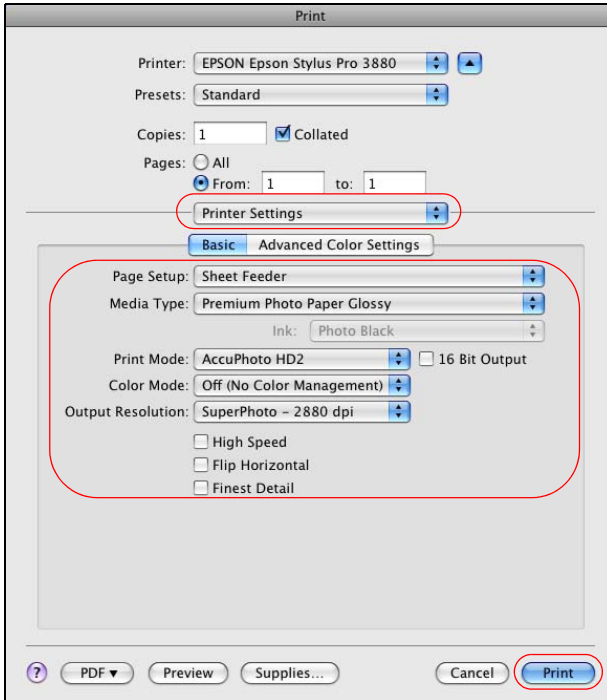 Print
Printer: EPSON Epson Stylus Pro 3880
Presets: Standard
Copies: 1 Collated
Pages: All
From: 1 to: 1
Printer Settings
Basic Advanced Color Settings
Page Setup: Sheet Feeder
Media Type: Premium Photo Paper Glossy
Ink: Photo Black
Print Mode: AccuPhoto HD2 16 Bit Output
Color Mode: Off (No Color Management)
Output Resolution: SuperPhoto – 2880 dpi
High Speed
Flip Horizontal
Finest Detail
? PDF▼ Preview Supplies... Cancel Print